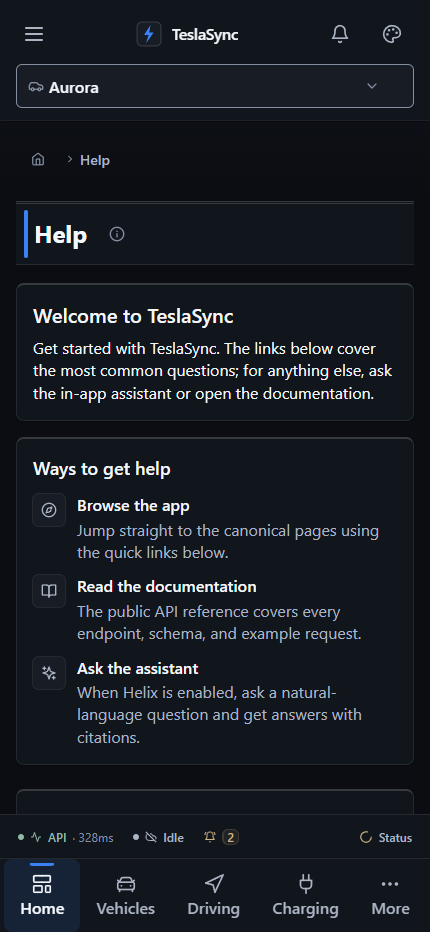 TeslaSync
Aurora
Help
Help
Welcome to TeslaSync
Get started with TeslaSync. The links below cover
the most common questions; for anything else, ask
the in-app assistant or open the documentation.
Ways to get help
Browse the app
Jump straight to the canonical pages using
the quick links below.
Read the documentation
The public API reference covers every
endpoint, schema, and example request.
Ask the assistant
When Helix is enabled, ask a natural-
language question and get answers with
citations.
API · 328ms Idle 2 Status
Home Vehicles Driving Charging More